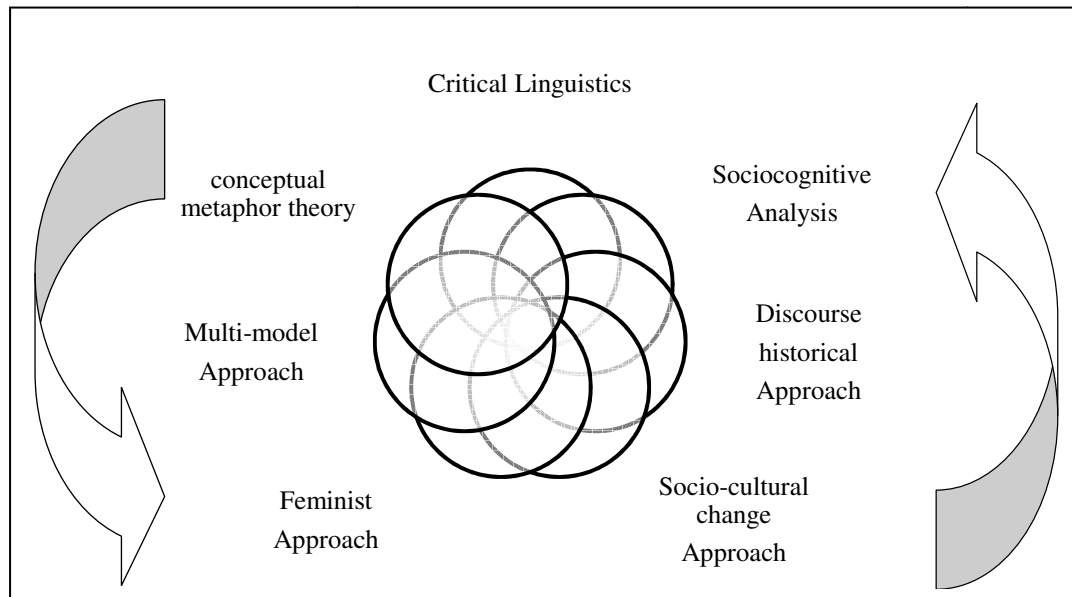 Critical Linguistics
conceptual
metaphor theory
Sociocognitive
Analysis
Multi-model
Approach
Discourse
historical
Approach
Feminist
Approach
Socio-cultural
change
Approach